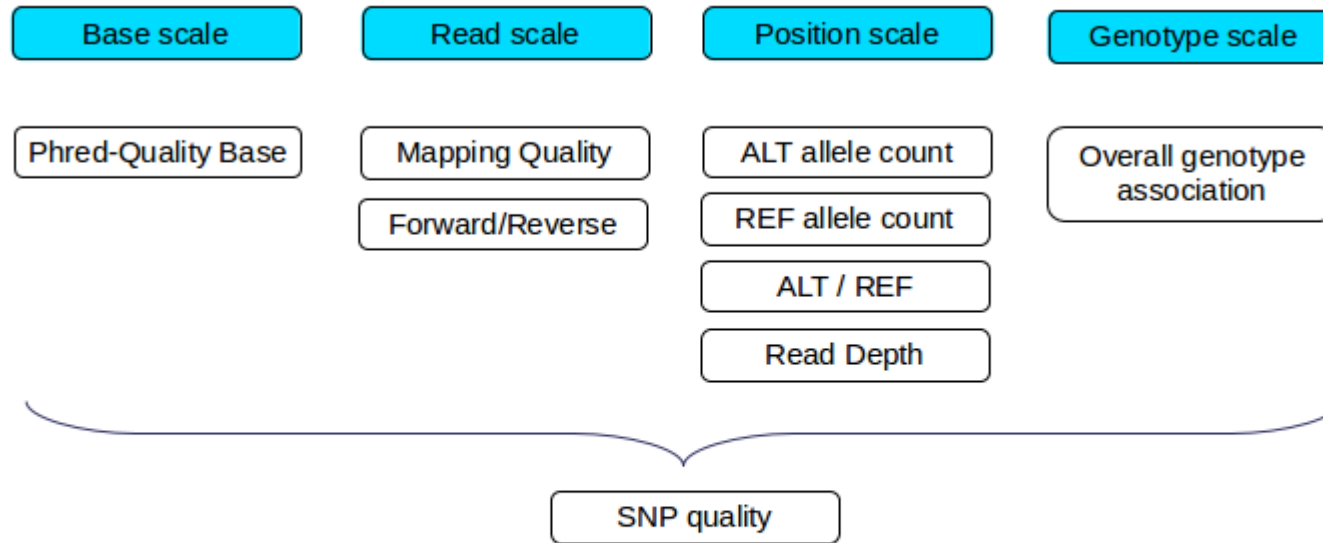 Base scale
Read scale
Position scale
Genotype scale
Phred-Quality Base
Mapping Quality
ALT allele count
Overall genotype
association
Forward/Reverse
REF allele count
ALT / REF
Read Depth
SNP quality